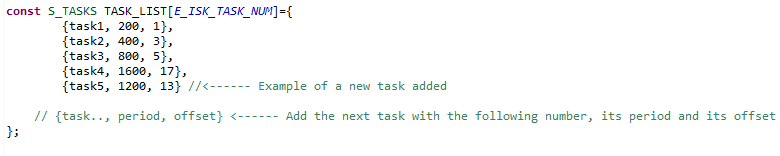 const S_TASKS TASK_LIST[E_ISK_TASK_NUM]={
{task1, 200, 1},
{task2, 400, 3},
{task3, 800, 5},
{task4, 1600, 17},
{task5, 1200, 13} //<------ Example of a new task added
// {task.., period, offset} <------ Add the next task with the following number, its period and its offset
};